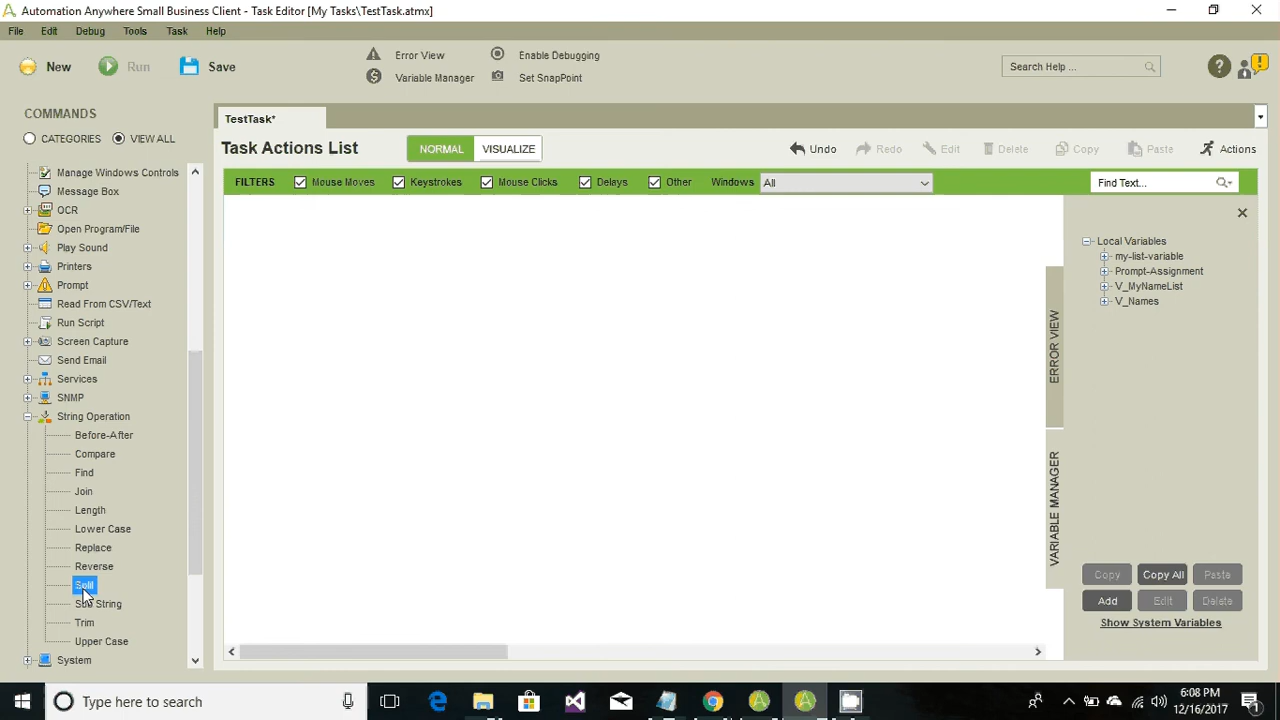 Automation Anywhere Small Business Client - Task Editor [My Tasks\TestTask.atmx]
File Edit Debug Tools Task Help
New Run Save
Error View Enable Debugging
Variable Manager Set SnapPoint
Search Help ...
COMMANDS
CATEGORIES VIEW ALL
TestTask*
Task Actions List NORMAL VISUALIZE Undo Redo Edit Delete Copy Paste Actions
FILTERS Mouse Moves Keystrokes Mouse Clicks Delays Other Windows All Find Text...
Manage Windows Controls
Message Box
OCR
Open Program/File
Play Sound
Printers
Prompt
Read From CSV/Text
Run Script
Screen Capture
Send Email
Services
SNMP
String Operation
Before-After
Compare
Find
Join
Length
Lower Case
Replace
Reverse
Split
Sub String
Trim
Upper Case
System
ERROR VIEW
VARIABLE MANAGER
Local Variables
my-list-variable
Prompt-Assignment
V_MyNameList
V_Names
Copy Copy All Paste
Add Edit Delete
Show System Variables
Type here to search
6:08 PM
12/16/2017
1